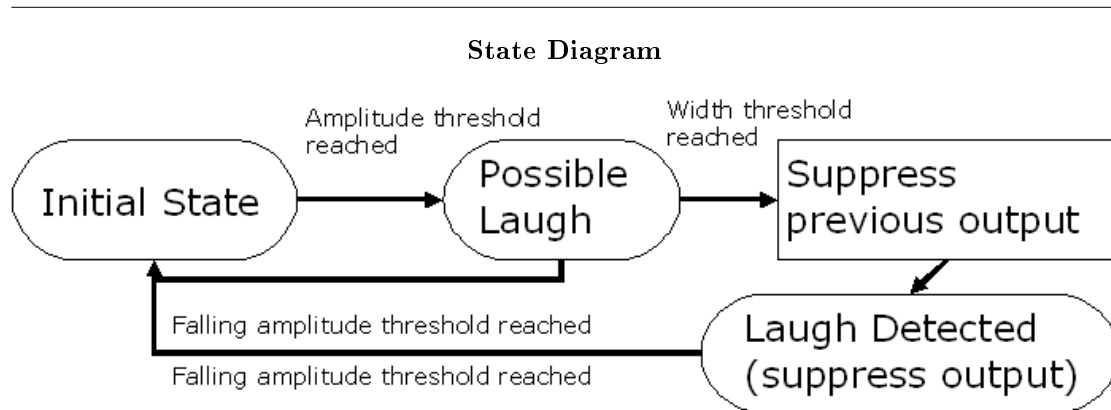 State Diagram
Amplitude threshold
reached
Width threshold
reached
Initial State
Possible
Laugh
Suppress
previous output
Falling amplitude threshold reached
Laugh Detected
(suppress output)
Falling amplitude threshold reached